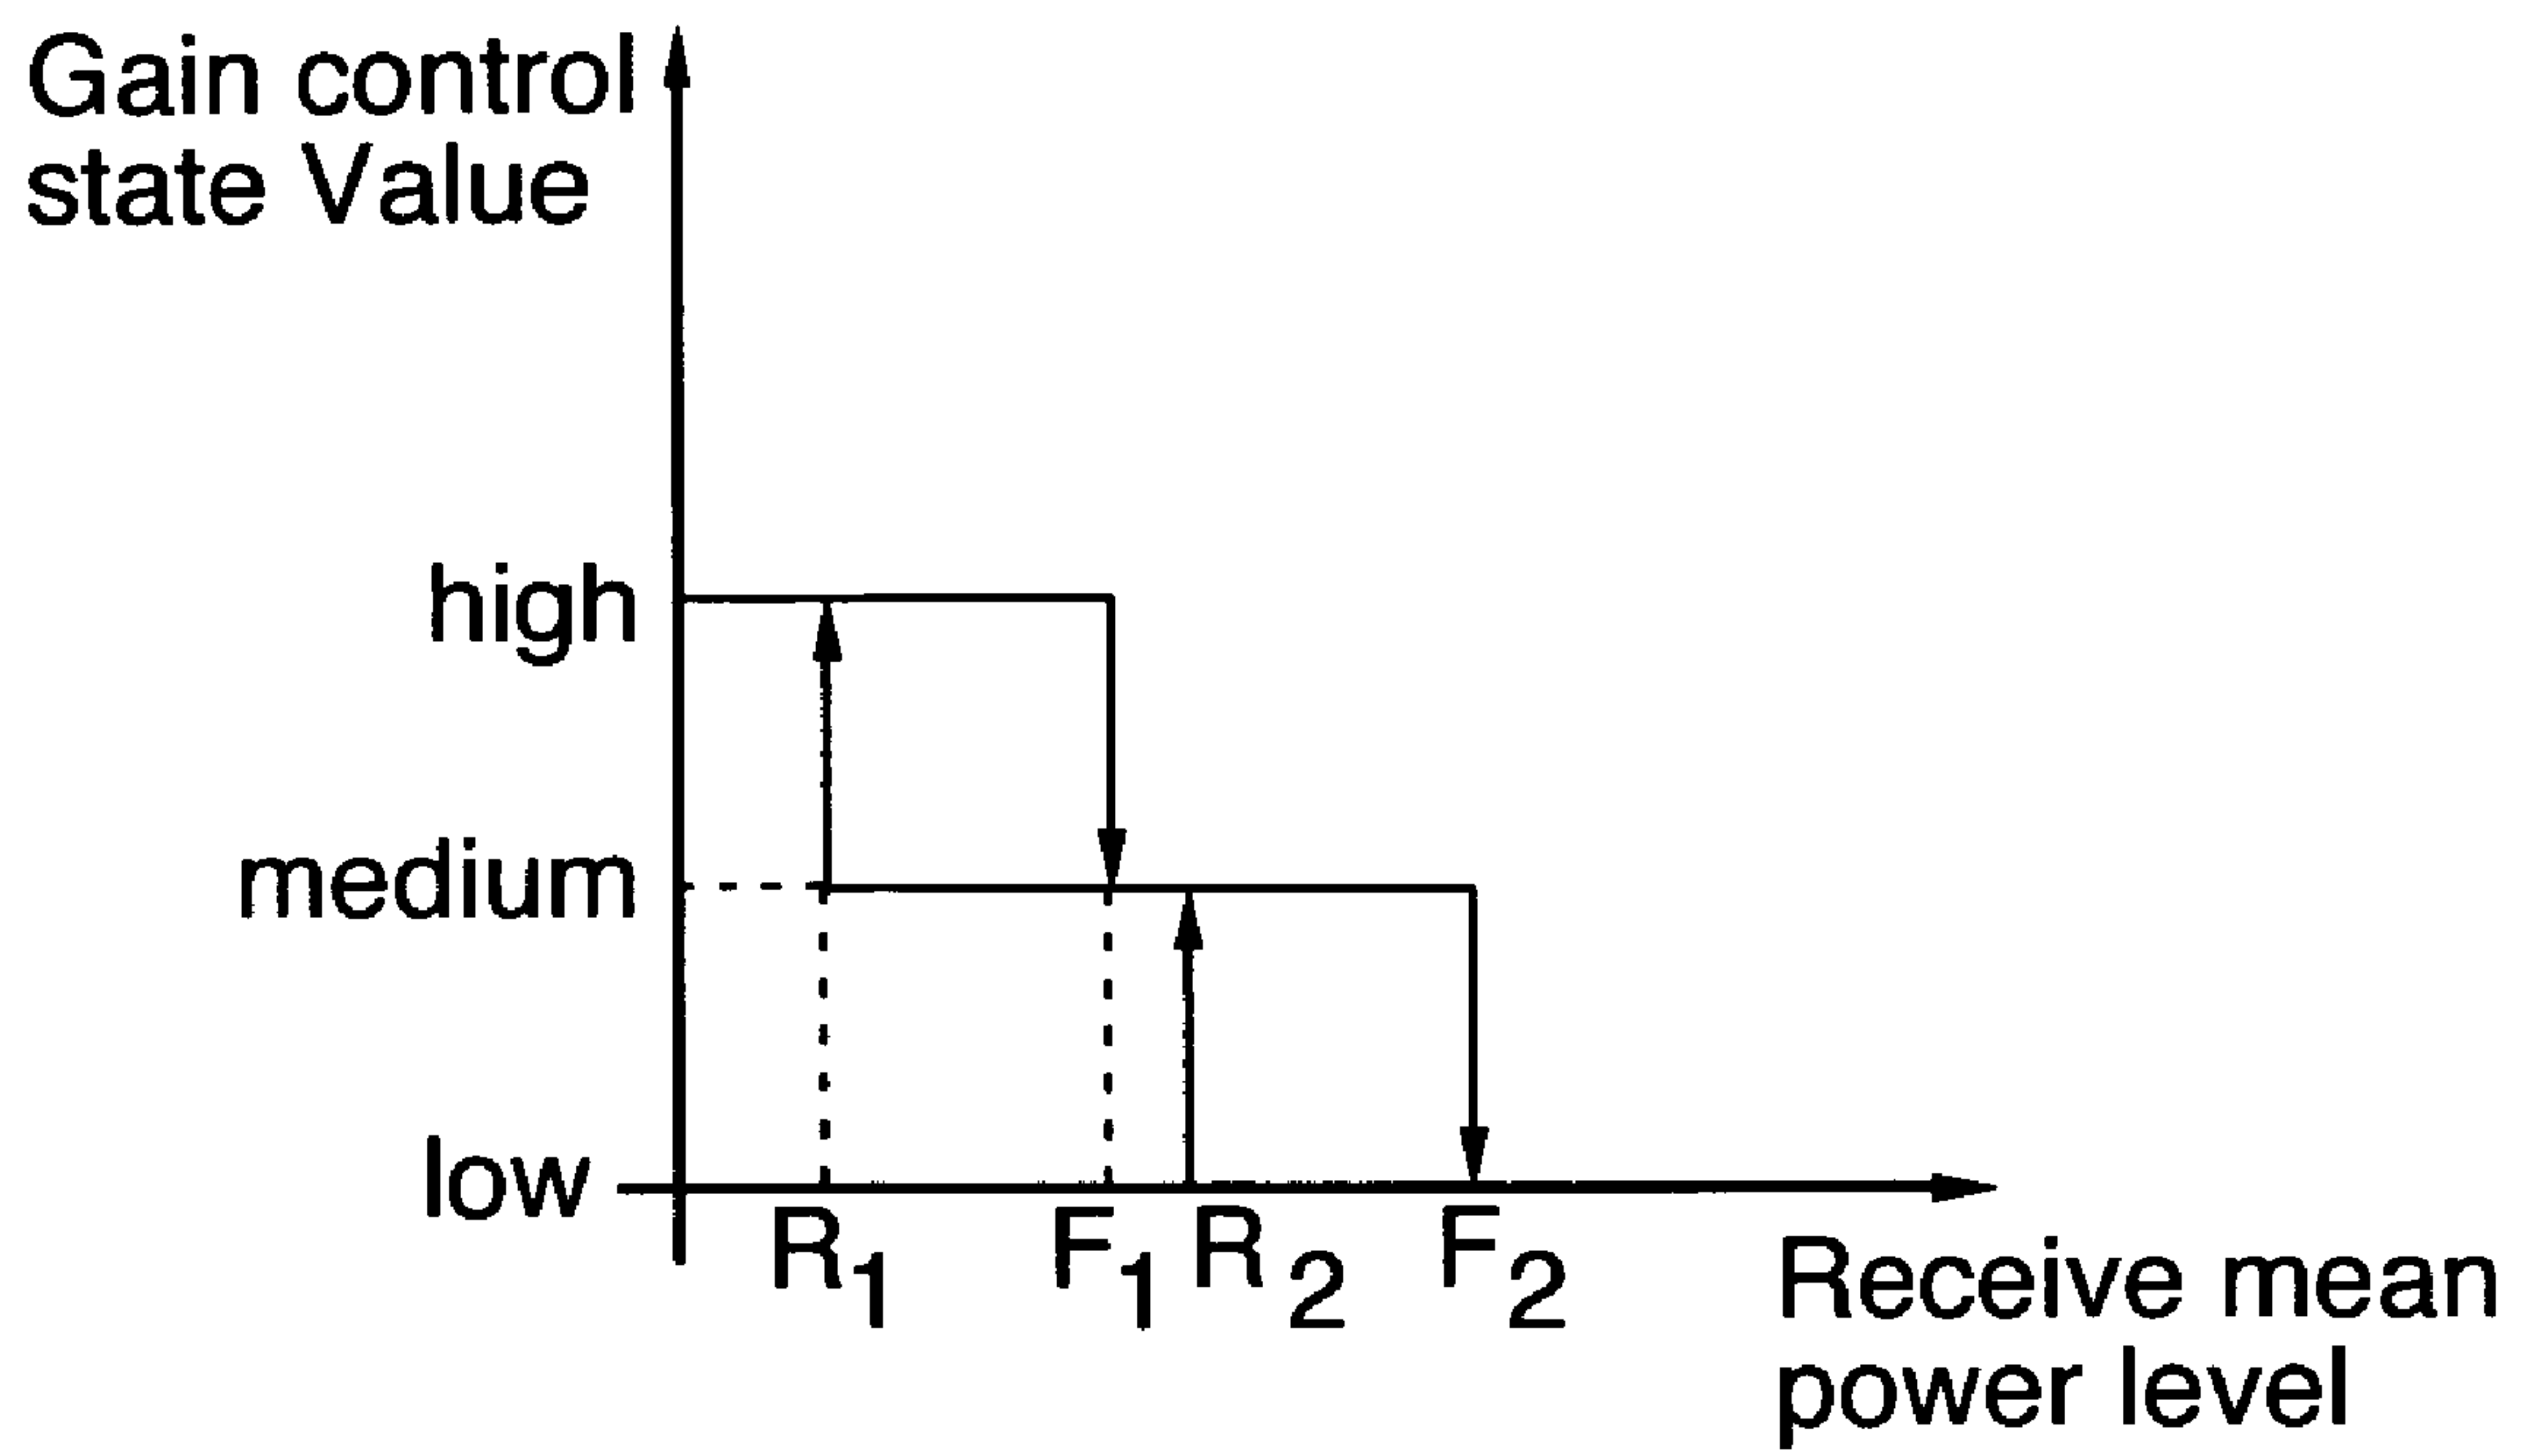 Gain control
state Value
high
medium
low
R1 F1 R2 F2
Receive mean
power level